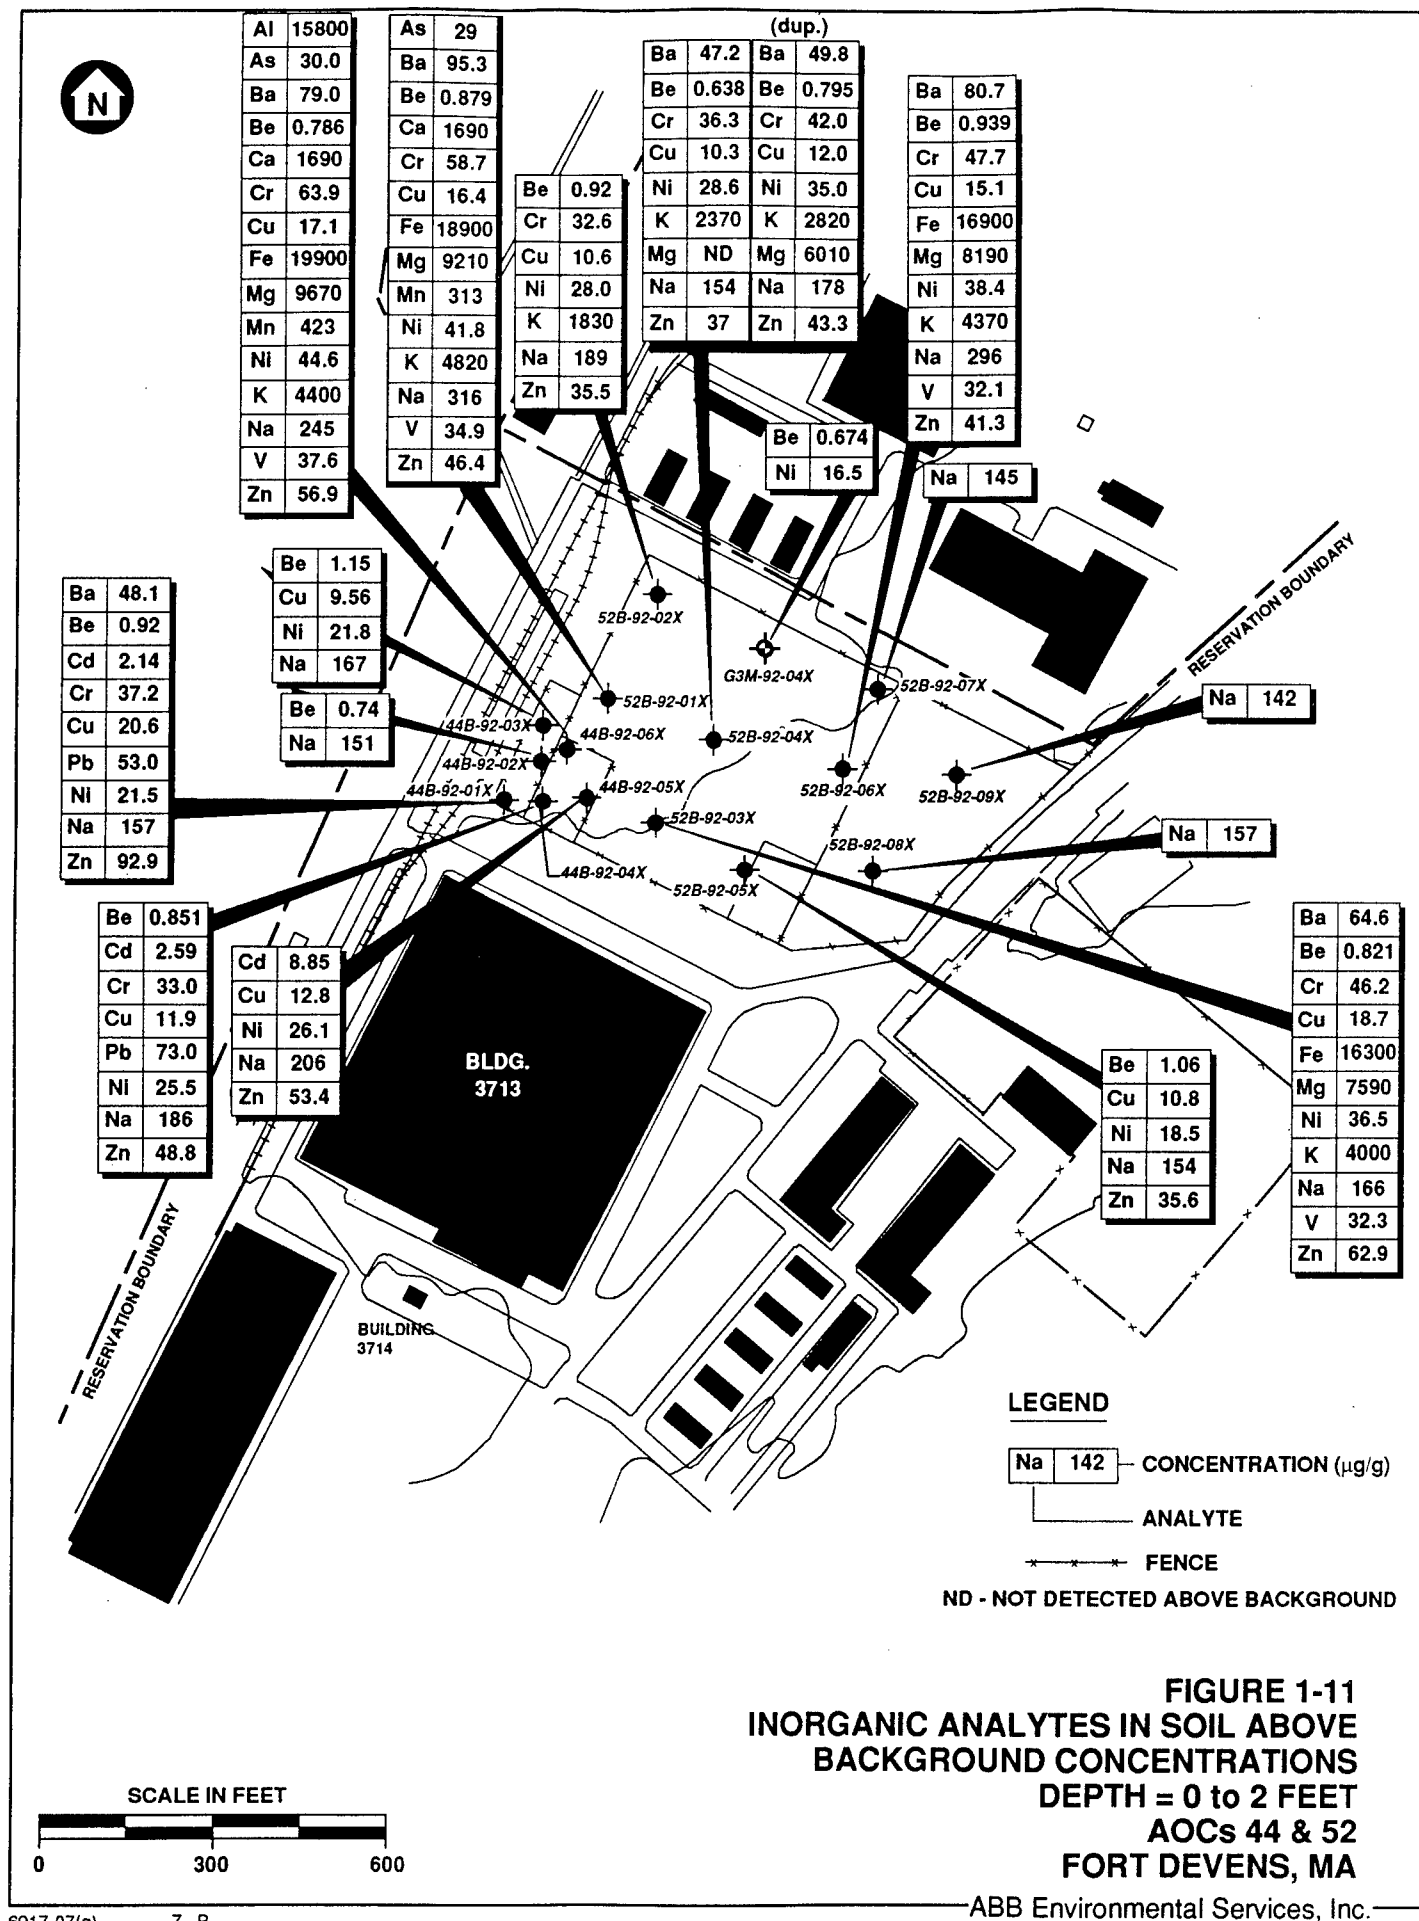 (dup.)
N
Al 15800
As 30.0
Ba 79.0
Be 0.786
Ca 1690
Cr 63.9
Cu 17.1
Fe 19900
Mg 9670
Mn 423
Ni 44.6
K 4400
Na 245
V 37.6
Zn 56.9
As 29
Ba 95.3
Be 0.879
Ca 1690
Cr 58.7
Cu 16.4
Fe 18900
Mg 9210
Mn 313
Ni 41.8
K 4820
Na 316
V 34.9
Zn 46.4
Be 0.92
Cr 32.6
Cu 10.6
Ni 28.0
K 1830
Na 189
Zn 35.5
Ba 47.2 Ba 49.8
Be 0.638 Be 0.795
Cr 36.3 Cr 42.0
Cu 10.3 Cu 12.0
Ni 28.6 Ni 35.0
K 2370 K 2820
Mg ND Mg 6010
Na 154 Na 178
Zn 37 Zn 43.3
Ba 80.7
Be 0.939
Cr 47.7
Cu 15.1
Fe 16900
Mg 8190
Ni 38.4
K 4370
Na 296
V 32.1
Zn 41.3
Be 0.674
Ni 16.5
Na 145
Be 1.15
Cu 9.56
Ni 21.8
Na 167
Be 0.74
Na 151
Ba 48.1
Be 0.92
Cd 2.14
Cr 37.2
Cu 20.6
Pb 53.0
Ni 21.5
Na 157
Zn 92.9
Be 0.851
Cd 2.59
Cr 33.0
Cu 11.9
Pb 73.0
Ni 25.5
Na 186
Zn 48.8
Cd 8.85
Cu 12.8
Ni 26.1
Na 206
Zn 53.4
52B-92-02X
G3M-92-04X
52B-92-07X
52B-92-01X
44B-92-03X
44B-92-06X
52B-92-04X
44B-92-02X
44B-92-01X
44B-92-05X
52B-92-06X
52B-92-09X
52B-92-03X
52B-92-08X
44B-92-04X
52B-92-05X
RESERVATION BOUNDARY
Na 142
Na 157
Ba 64.6
Be 0.821
Cr 46.2
Cu 18.7
Fe 16300
Mg 7590
Ni 36.5
K 4000
Na 166
V 32.3
Zn 62.9
Be 1.06
Cu 10.8
Ni 18.5
Na 154
Zn 35.6
BLDG.
3713
RESERVATION BOUNDARY
BUILDING
3714
LEGEND
Na 142 CONCENTRATION (µg/g)
ANALYTE
FENCE
ND - NOT DETECTED ABOVE BACKGROUND
FIGURE 1-11
INORGANIC ANALYTES IN SOIL ABOVE
BACKGROUND CONCENTRATIONS
DEPTH = 0 to 2 FEET
AOCs 44 & 52
FORT DEVENS, MA
SCALE IN FEET
0 300 600
ABB Environmental Services, Inc.